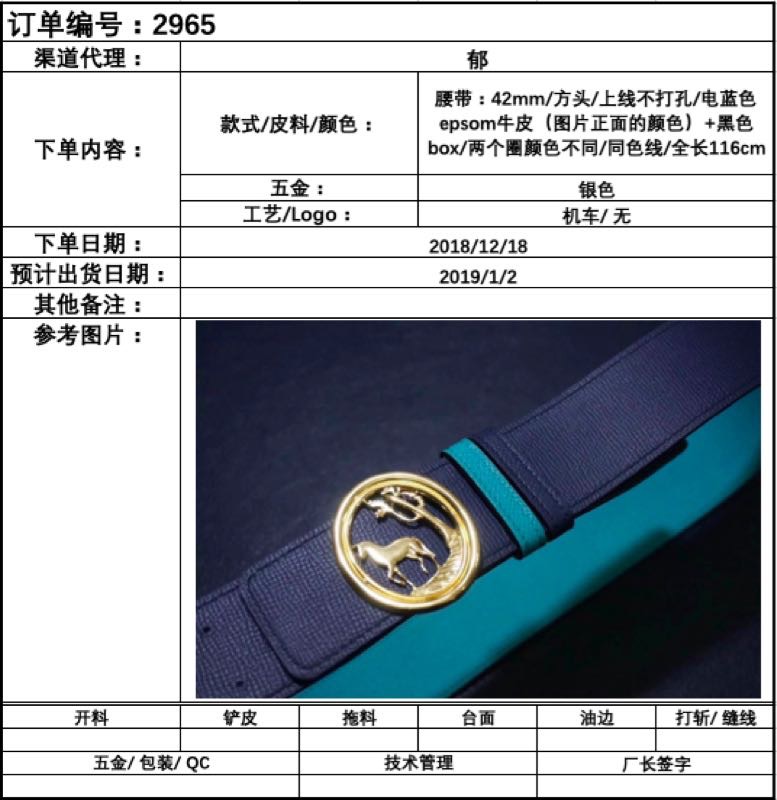 订单编号：2965
渠道代理：
郁
下单内容：
款式/皮料/颜色：
腰带：42mm/方头/上线不打孔/电蓝色
epsom牛皮（图片正面的颜色）+黑色
box/两个圈颜色不同/同色线/全长116cm
五金：
银色
工艺/Logo：
机车/ 无
下单日期：
2018/12/18
预计出货日期：
2019/1/2
其他备注：
参考图片：
开料
铲皮
拖料
台面
油边
打斩/ 缝线
五金/ 包装/ QC
技术管理
厂长签字